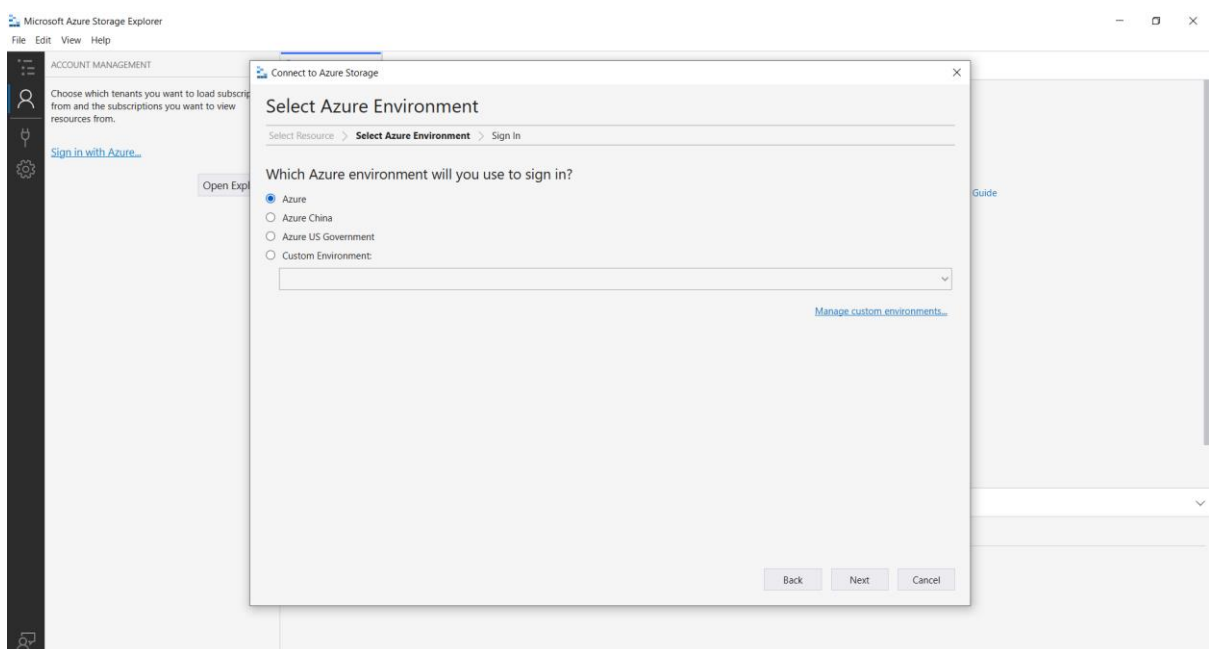 Microsoft Azure Storage Explorer
File Edit View Help
ACCOUNT MANAGEMENT
Choose which tenants you want to load subscrip
from and the subscriptions you want to view
resources from.
Sign in with Azure...
Open Expl
Connect to Azure Storage
Select Azure Environment
Select Resource > Select Azure Environment > Sign In
Which Azure environment will you use to sign in?
Azure
Azure China
Azure US Government
Custom Environment:
Manage custom environments...
Back Next Cancel
Guide